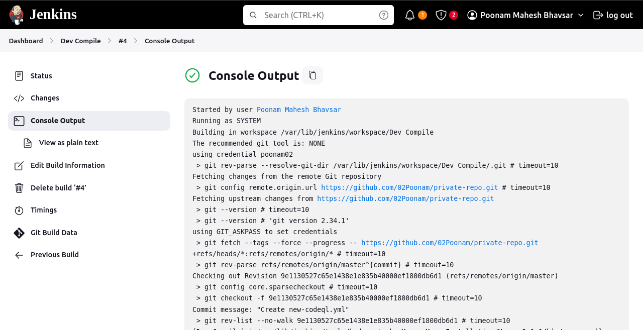 Jenkins
Search (CTRL+K)
1
2
Poonam Mahesh Bhavsar
log out
Dashboard > Dev Compile > #4 > Console Output
Status
Changes
Console Output
View as plain text
Edit Build Information
Delete build '#4'
Timings
Git Build Data
Previous Build
Console Output
Started by user Poonam Mahesh Bhavsar
Running as SYSTEM
Building in workspace /var/lib/jenkins/workspace/Dev Compile
The recommended git tool is: NONE
using credential poonam02
> git rev-parse --resolve-git-dir /var/lib/jenkins/workspace/Dev Compile/.git # timeout=10
Fetching changes from the remote Git repository
> git config remote.origin.url https://github.com/02Poonam/private-repo.git # timeout=10
Fetching upstream changes from https://github.com/02Poonam/private-repo.git
> git --version # timeout=10
> git --version # 'git version 2.34.1'
using GIT_ASKPASS to set credentials
> git fetch --tags --force --progress -- https://github.com/02Poonam/private-repo.git
+refs/heads/*:refs/remotes/origin/* # timeout=10
> git rev-parse refs/remotes/origin/master^{commit} # timeout=10
Checking out Revision 9e1130527c65e1438e1e835b40000ef1800db6d1 (refs/remotes/origin/master)
> git config core.sparsecheckout # timeout=10
> git checkout -f 9e1130527c65e1438e1e835b40000ef1800db6d1 # timeout=10
Commit message: "Create new-codeql.yml"
> git rev-list --no-walk 9e1130527c65e1438e1e835b40000ef1800db6d1 # timeout=10